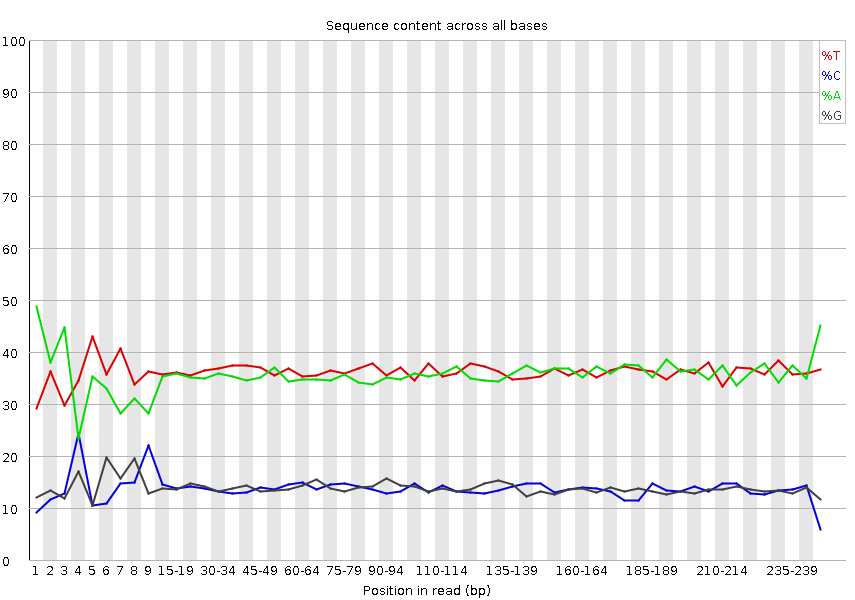 Sequence content across all bases
100
90
80
70
60
50
40
30
20
10
0
%T
%C
%A
%G
1 2 3 4 5 6 7 8 9 15-19 30-34 45-49 60-64 75-79 90-94 110-114 135-139 160-164 185-189 210-214 235-239
Position in read (bp)